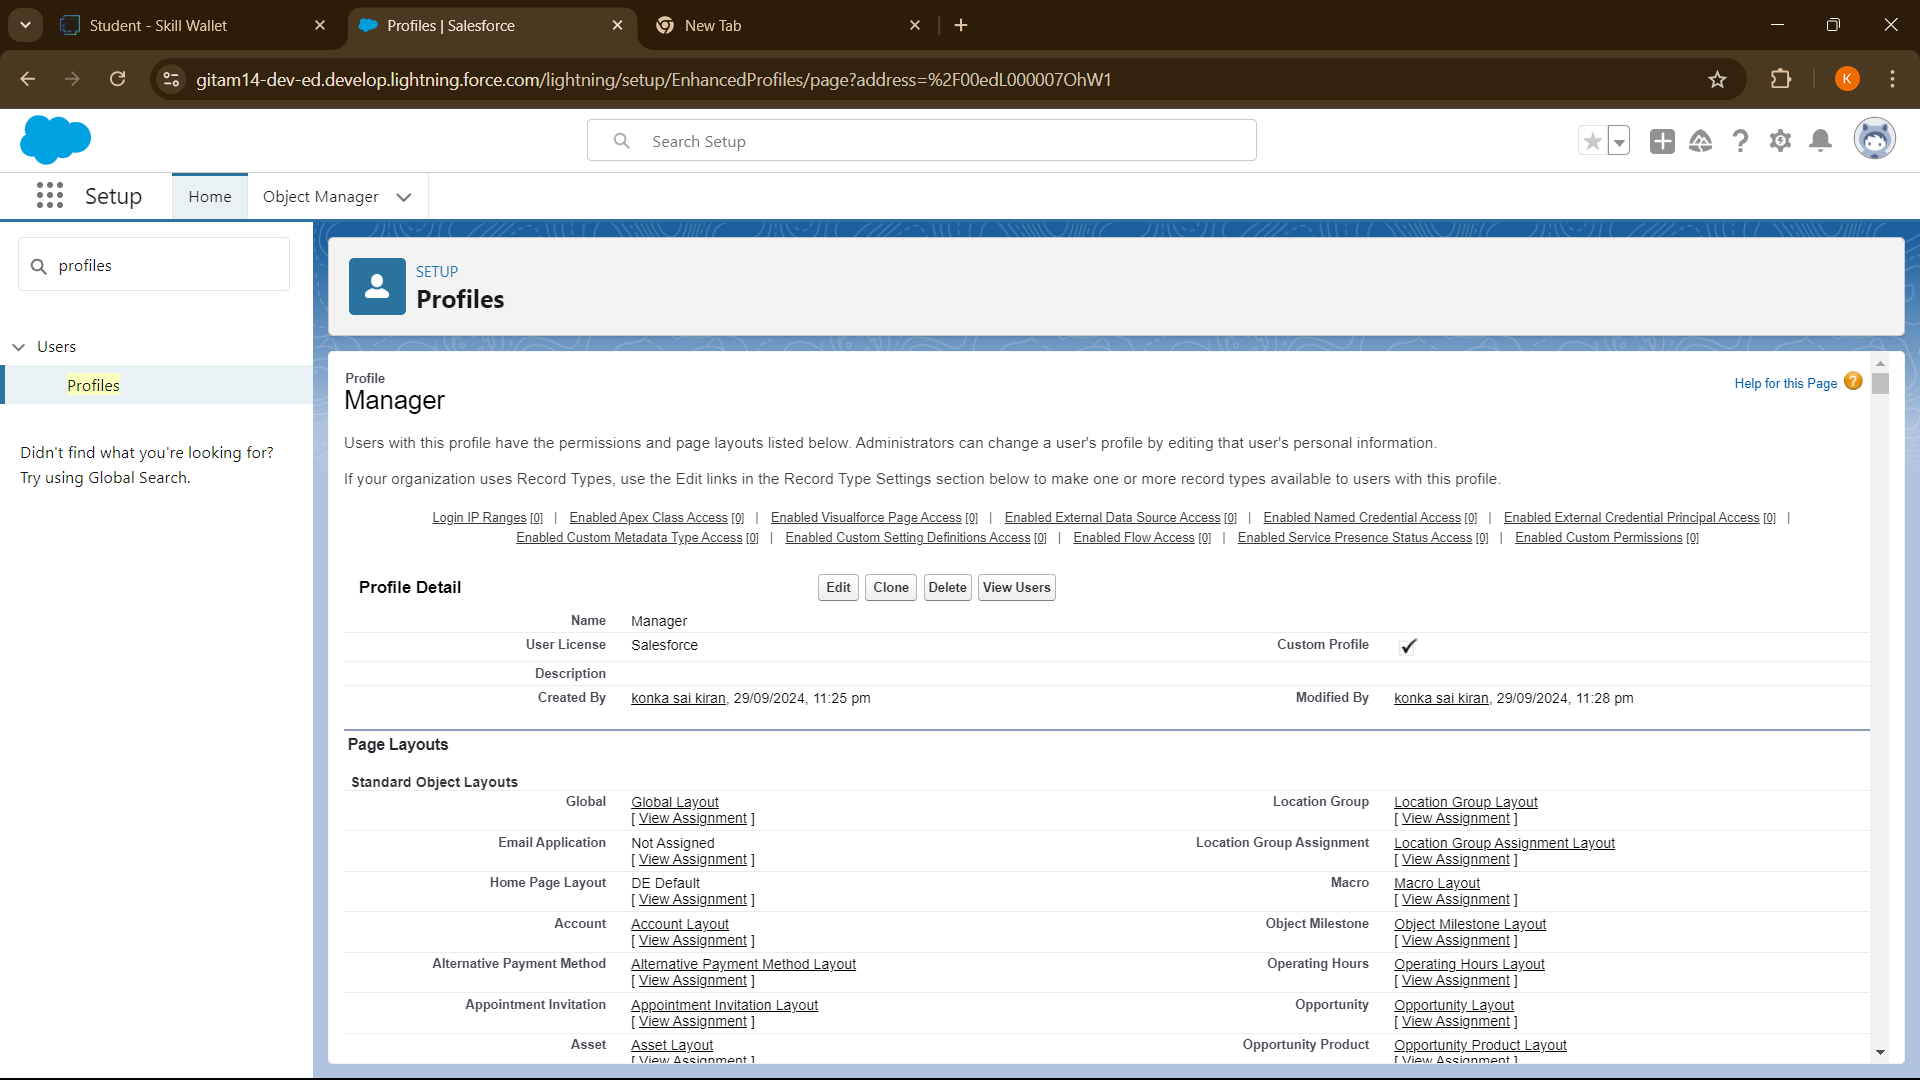 Student - Skill Wallet
Profiles | Salesforce
New Tab
gitam14-dev-ed.develop.lightning.force.com/lightning/setup/EnhancedProfiles/page?address=%2F00edL000007OhW1
K
Search Setup
Setup
Home
Object Manager
profiles
Users
Profiles
Didn't find what you're looking for?
Try using Global Search.
SETUP
Profiles
Profile
Manager
Help for this Page
Users with this profile have the permissions and page layouts listed below. Administrators can change a user's profile by editing that user's personal information.
If your organization uses Record Types, use the Edit links in the Record Type Settings section below to make one or more record types available to users with this profile.
Login IP Ranges [0] | Enabled Apex Class Access [0] | Enabled Visualforce Page Access [0] | Enabled External Data Source Access [0] | Enabled Named Credential Access [0] | Enabled External Credential Principal Access [0] |
Enabled Custom Metadata Type Access [0] | Enabled Custom Setting Definitions Access [0] | Enabled Flow Access [0] | Enabled Service Presence Status Access [0] | Enabled Custom Permissions [0]
Profile Detail Edit Clone Delete View Users
Name Manager
User License Salesforce Custom Profile
Description
Created By konka sai kiran, 29/09/2024, 11:25 pm Modified By konka sai kiran, 29/09/2024, 11:28 pm
Page Layouts
Standard Object Layouts
Global Global Layout Location Group Location Group Layout
[ View Assignment ] [ View Assignment ]
Email Application Not Assigned Location Group Assignment Location Group Assignment Layout
[ View Assignment ] [ View Assignment ]
Home Page Layout DE Default Macro Macro Layout
[ View Assignment ] [ View Assignment ]
Account Account Layout Object Milestone Object Milestone Layout
[ View Assignment ] [ View Assignment ]
Alternative Payment Method Alternative Payment Method Layout Operating Hours Operating Hours Layout
[ View Assignment ] [ View Assignment ]
Appointment Invitation Appointment Invitation Layout Opportunity Opportunity Layout
[ View Assignment ] [ View Assignment ]
Asset Asset Layout Opportunity Product Opportunity Product Layout
[ View Assignment ] [ View Assignment ]